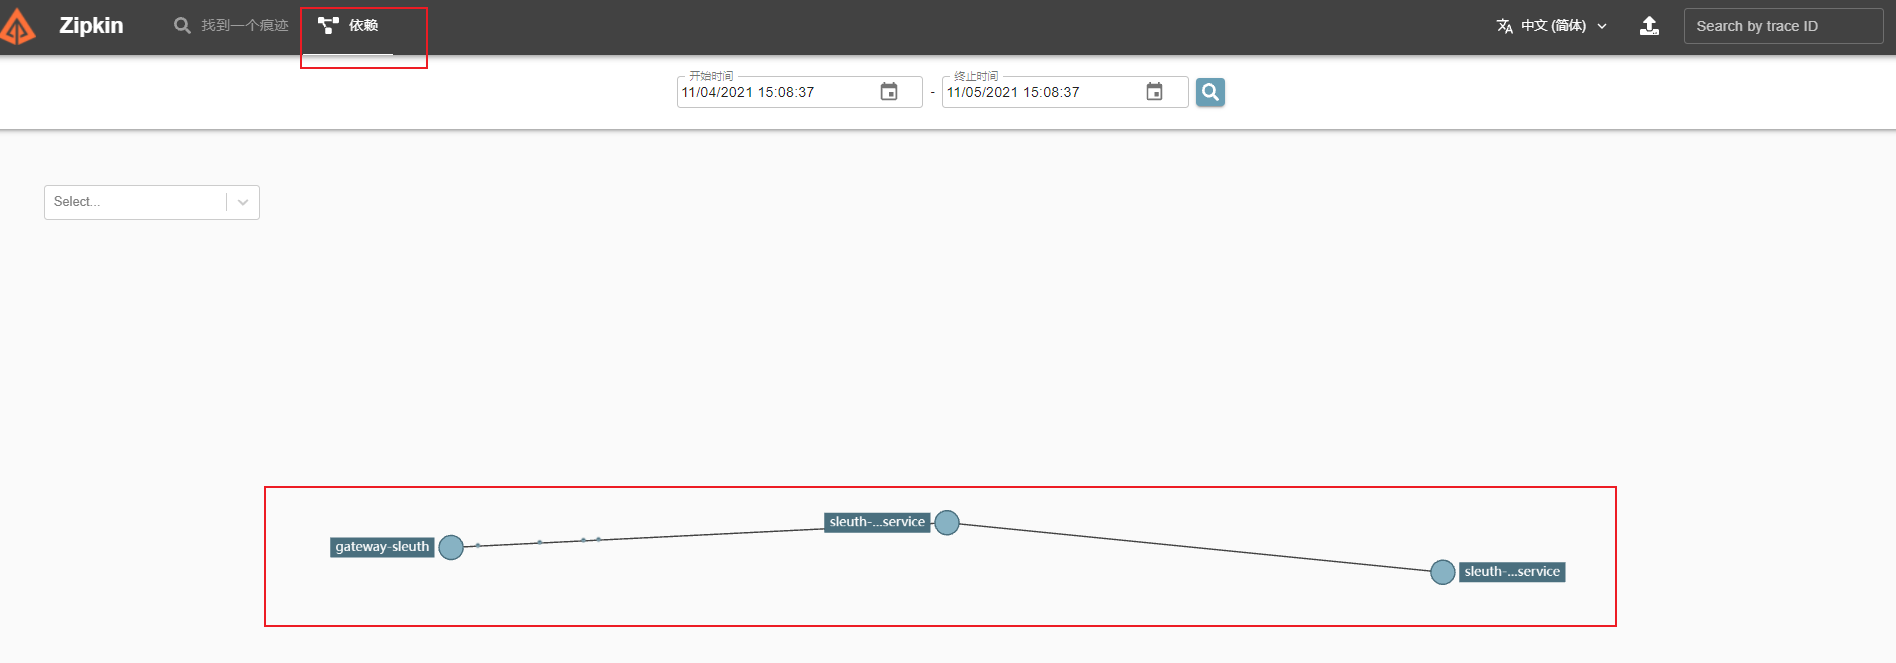 Zipkin
找到一个痕迹
依赖
中文 (简体)
Search by trace ID
开始时间
11/04/2021 15:08:37
-
终止时间
11/05/2021 15:08:37
Select...
sleuth-...service
gateway-sleuth
sleuth-...service